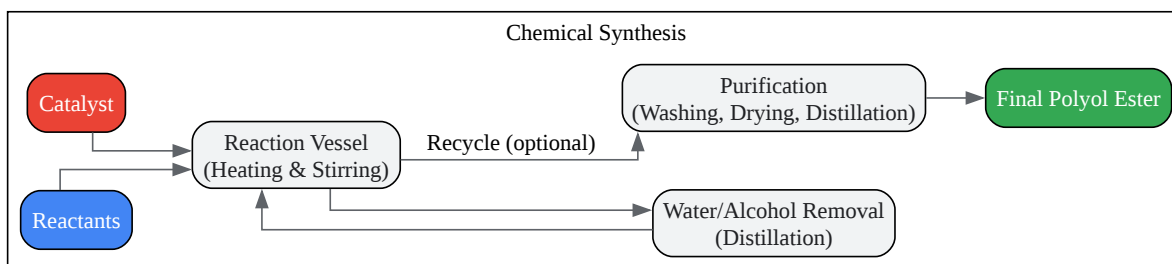 Chemical Synthesis
Catalyst
Reactants
Reaction Vessel
(Heating & Stirring)
Recycle (optional)
Purification
(Washing, Drying, Distillation)
Water/Alcohol Removal
(Distillation)
Final Polyol Ester